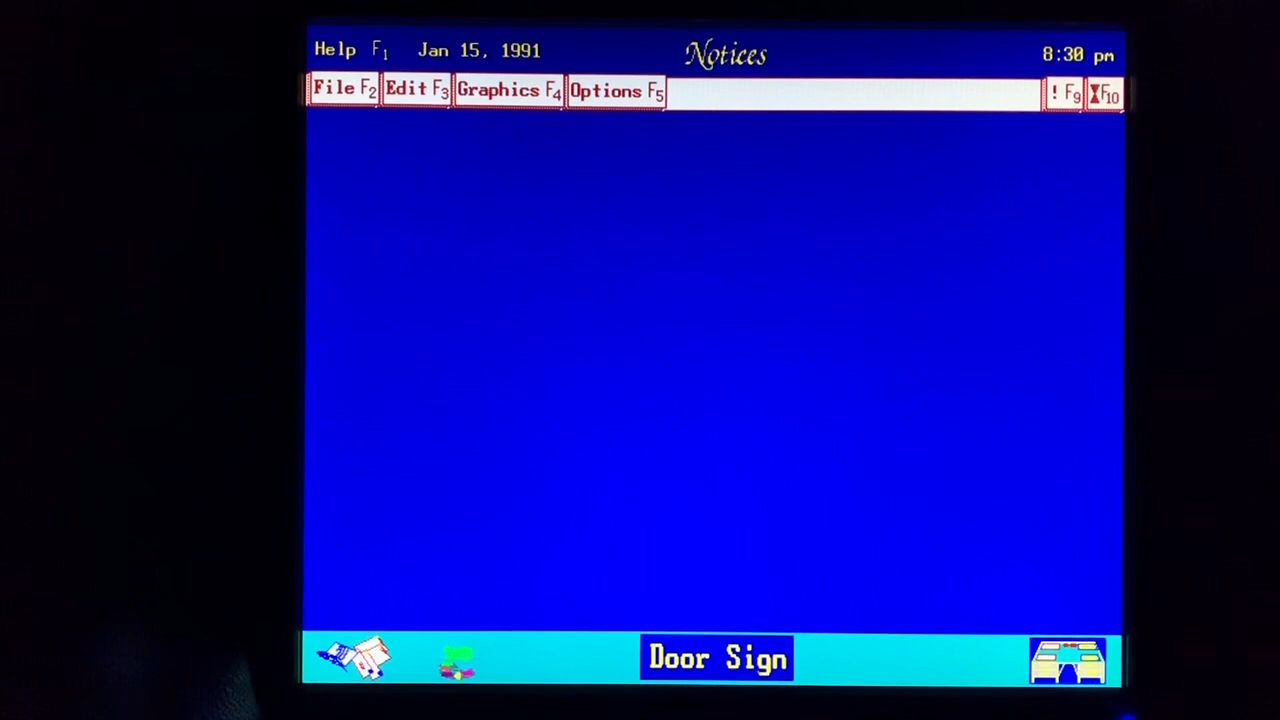 Help F1 Jan 15, 1991 Notices 8:30 pm
File F2 Edit F3 Graphics F4 Options F5 ! F9 F10
Door Sign